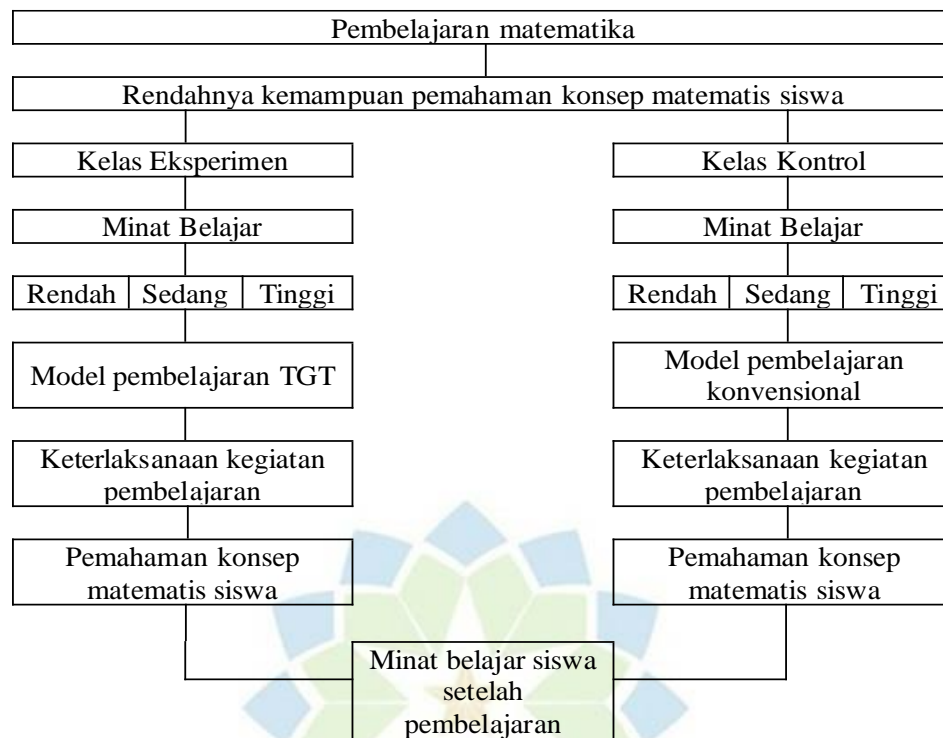 Pembelajaran matematika
Rendahnya kemampuan pemahaman konsep matematis siswa
Kelas Eksperimen
Kelas Kontrol
Minat Belajar
Minat Belajar
Rendah Sedang Tinggi
Rendah Sedang Tinggi
Model pembelajaran TGT
Model pembelajaran
konvensional
Keterlaksanaan kegiatan
pembelajaran
Keterlaksanaan kegiatan
pembelajaran
Pemahaman konsep
matematis siswa
Pemahaman konsep
matematis siswa
Minat belajar siswa
setelah
pembelajaran